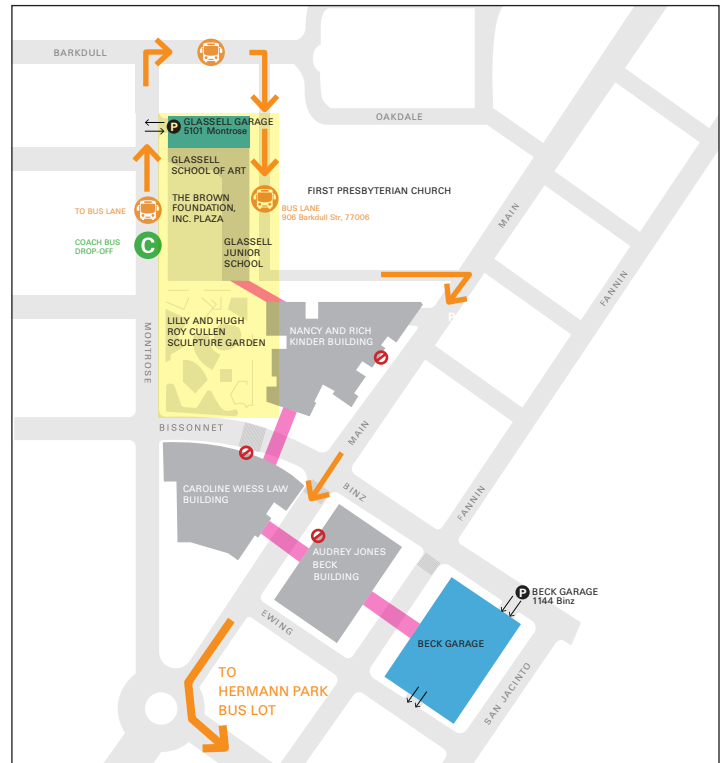 BARKDULL
P
GLASSELL GARAGE
5101 Montrose
OAKDALE
GLASSELL
SCHOOL OF ART
FIRST PRESBYTERIAN CHURCH
THE BROWN
FOUNDATION,
INC. PLAZA
TO BUS LANE
BUS LANE
906 Barkdull Str, 77006
COACH BUS
DROP-OFF
C
GLASSELL
JUNIOR
SCHOOL
MAIN
FANNIN
P
LILLY AND HUGH
ROY CULLEN
SCULPTURE GARDEN
NANCY AND RICH
KINDER BUILDING
MONTROSE
BISSONNET
MAIN
CAROLINE WIESS LAW
BUILDING
BINZ
FANNIN
AUDREY JONES
BECK
BUILDING
P
BECK GARAGE
1144 Binz
EWING
BECK GARAGE
SAN JACINTO
TO
HERMANN PARK
BUS LOT